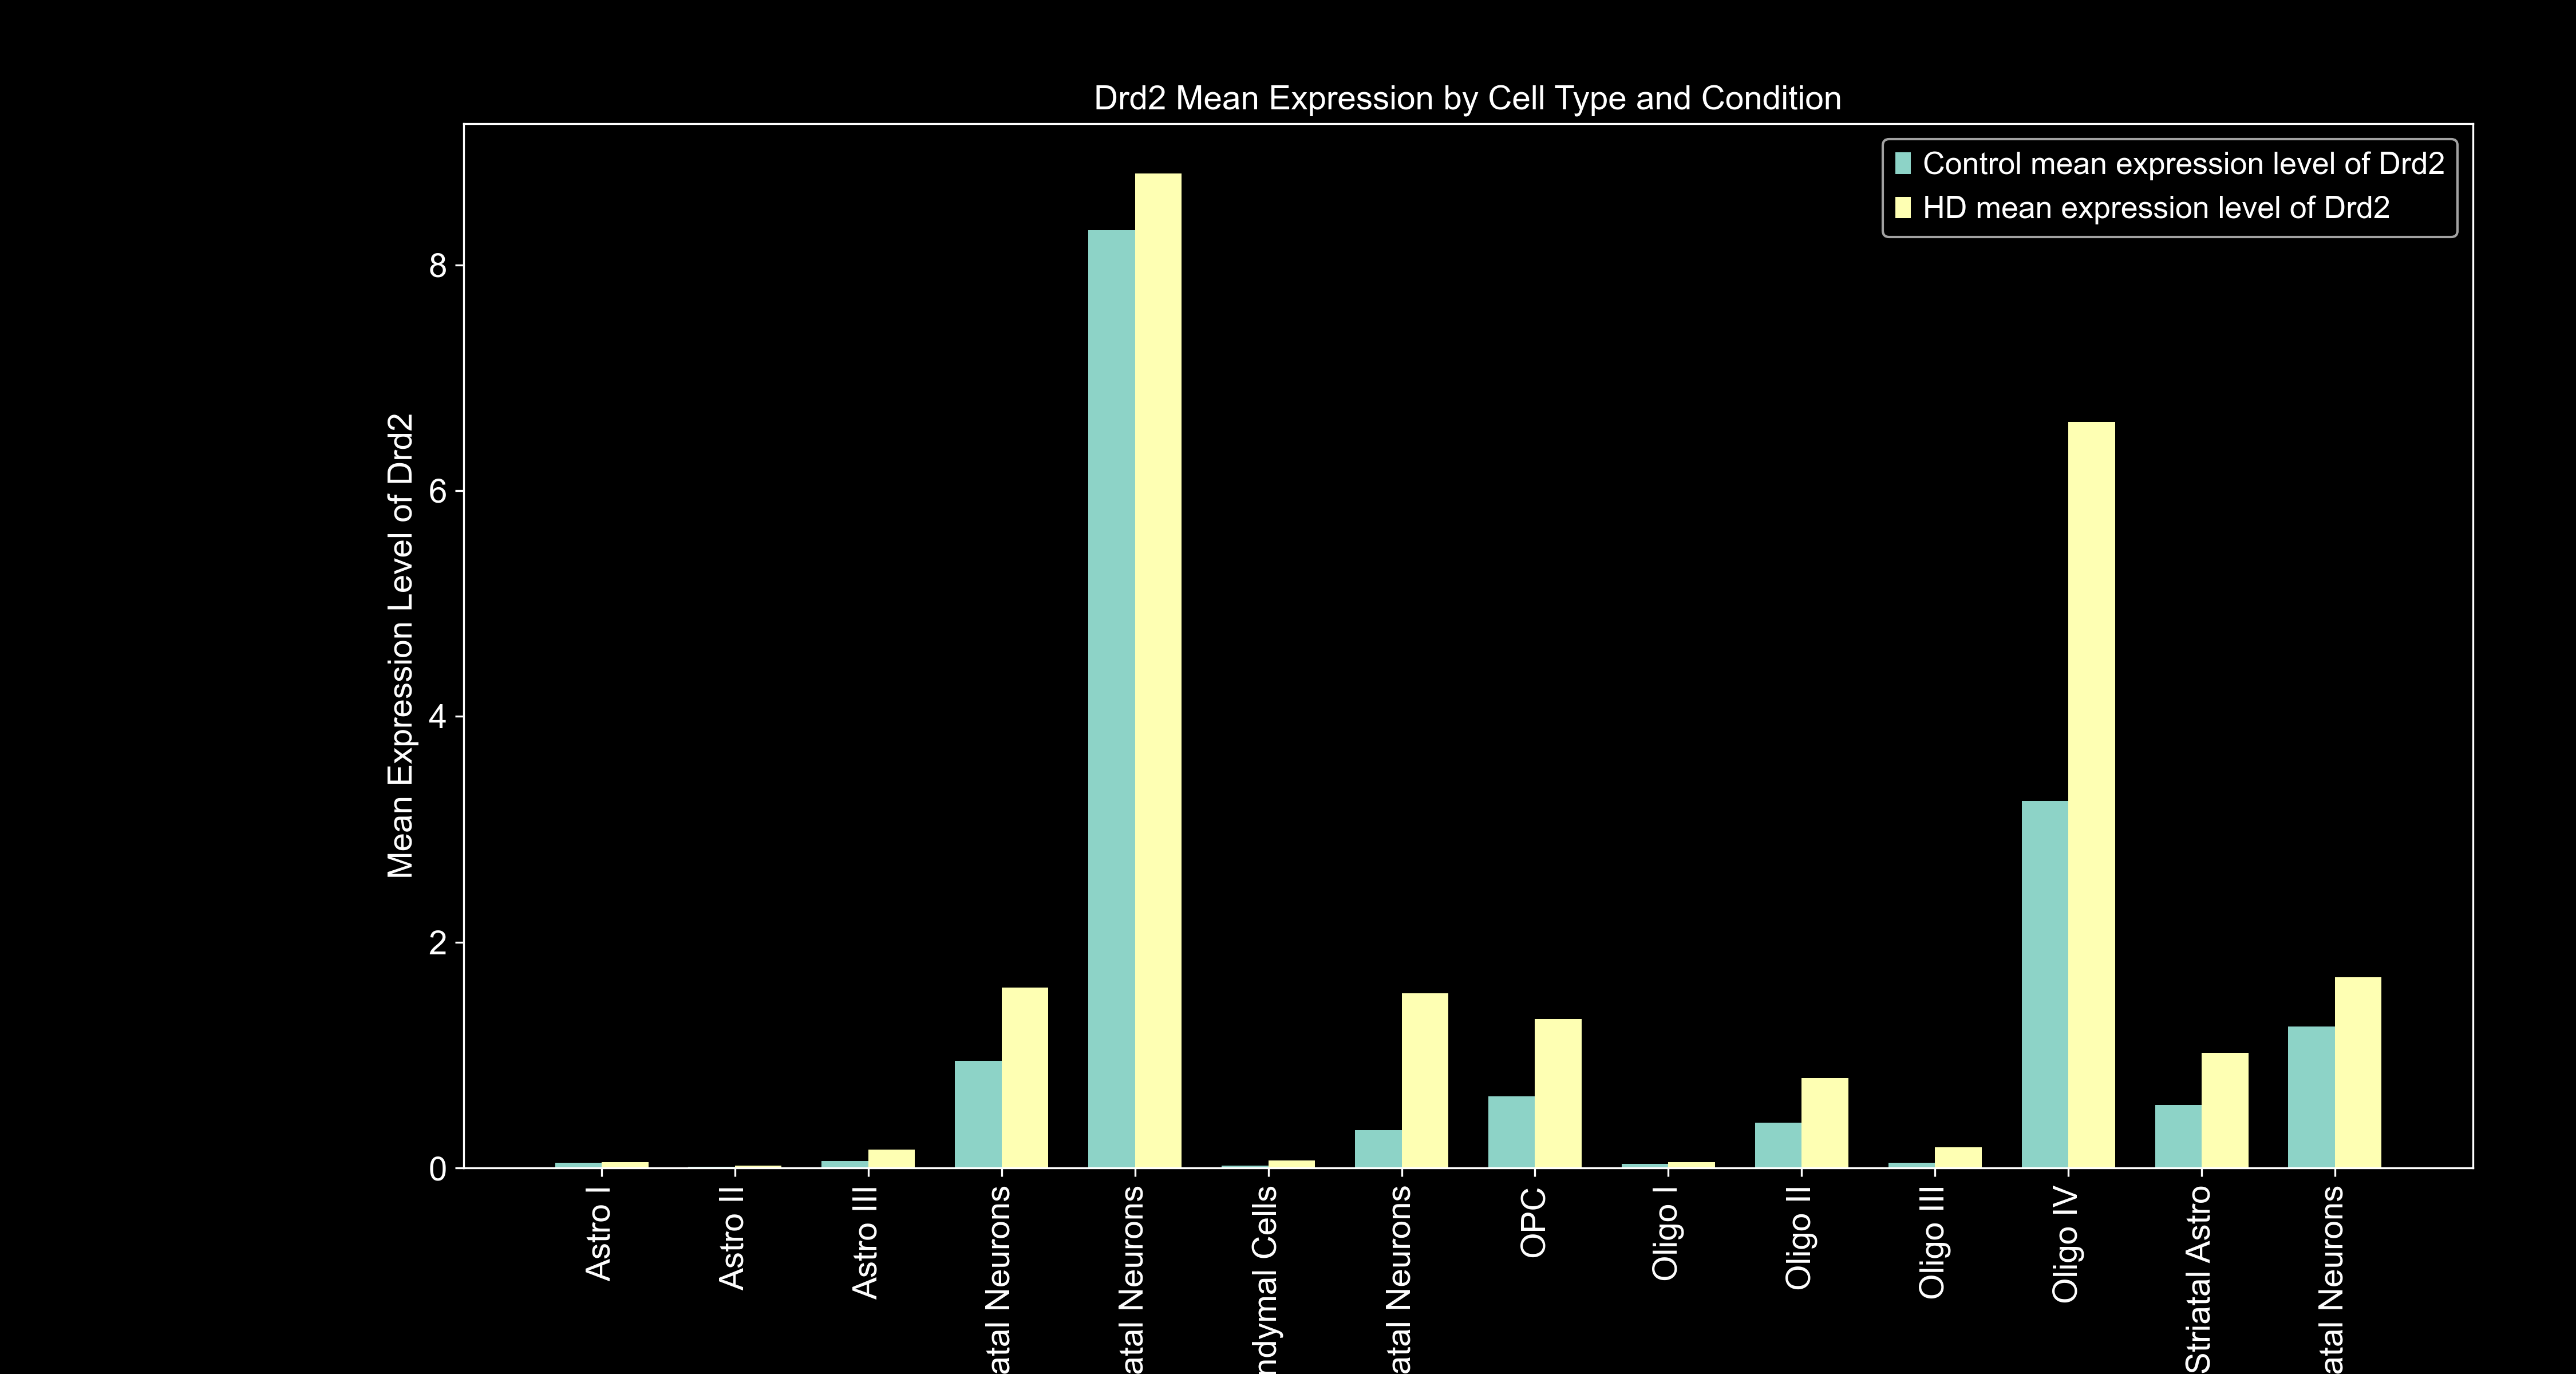 Drd2 Mean Expression by Cell Type and Condition
Control mean expression level of Drd2
HD mean expression level of Drd2
Mean Expression Level of Drd2
8
6
4
2
0
Astro I
Astro II
Astro III
atal Neurons
atal Neurons
ndymal Cells
atal Neurons
OPC
Oligo I
Oligo II
Oligo III
Oligo IV
Striatal Astro
atal Neurons